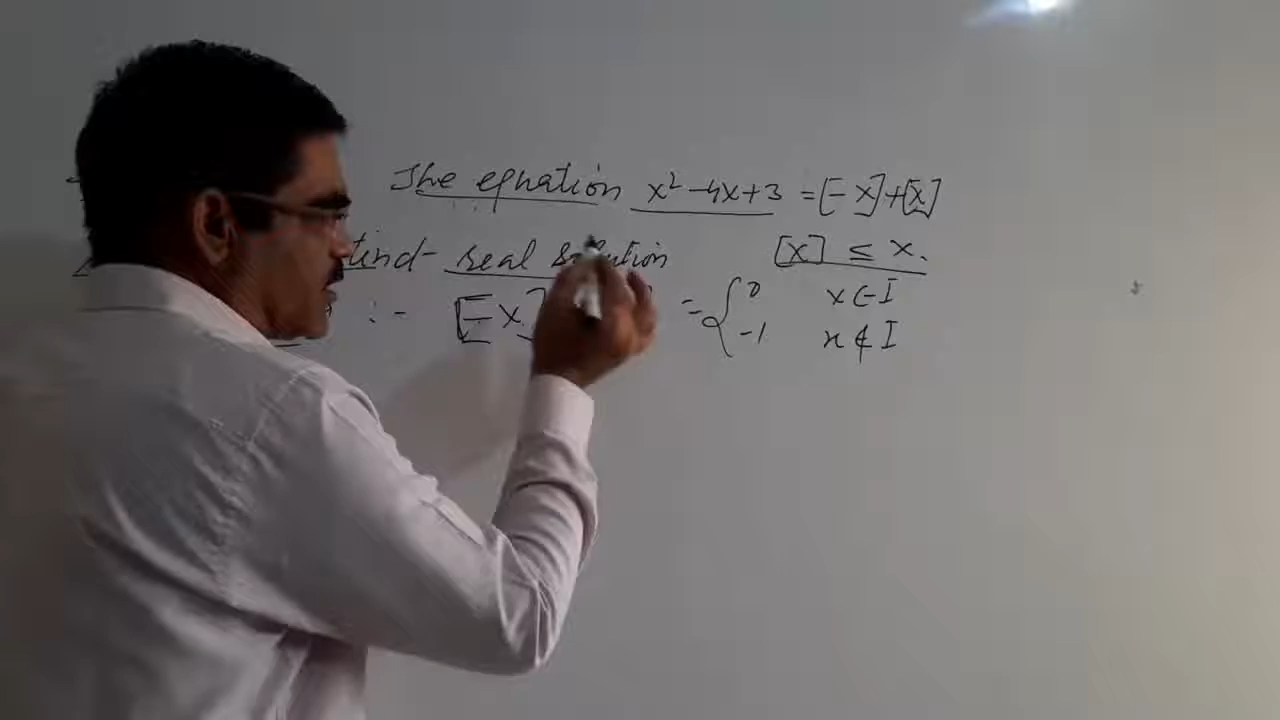 The equation x² - 4x + 3 = [-x] + [x]
find real solution [x] ≤ x.
:- [-x] = { 0 x ∈ I
-1 x ∉ I